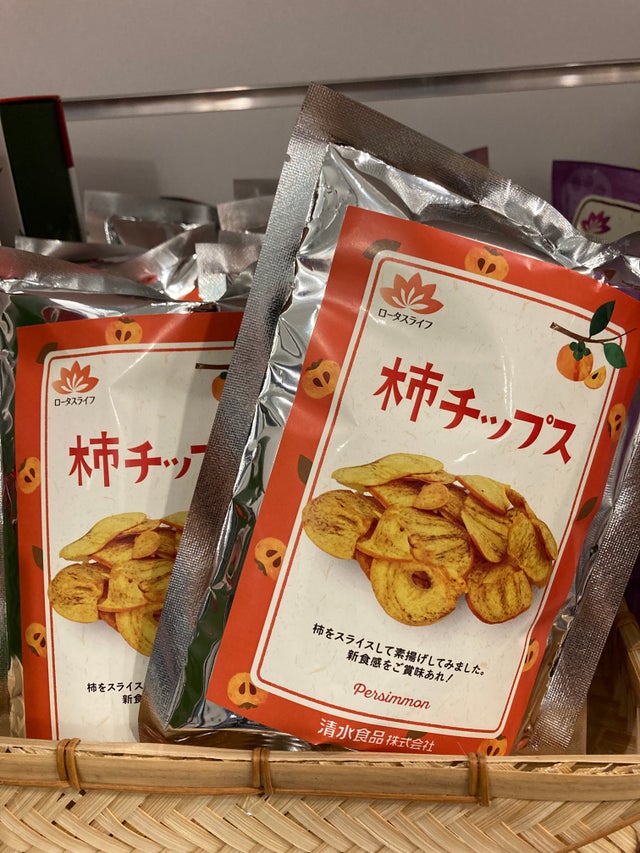 ロータスライフ
柿チップス
柿をスライスして素揚げしてみました。
新食感をご賞味あれ!
Persimmon
清水食品株式会社
ロータスライフ
柿チッ
柿をスライス
新食